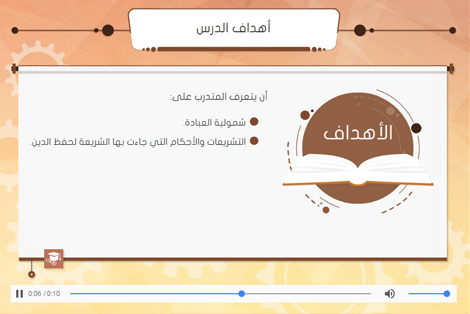 أهداف الدرس
الأهداف
أن يتعرف المتدرب على:
شمولية العبادة.
التشريعات والأحكام التي جاءت بها الشريعة لحفظ الدين.
0:06 / 0:10